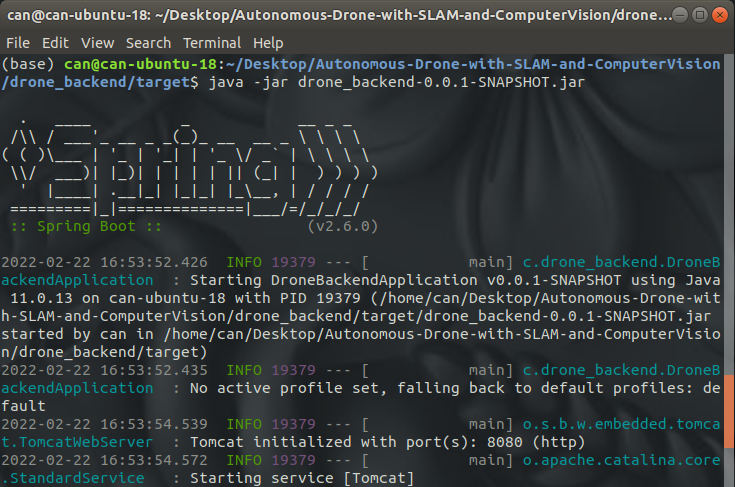 can@can-ubuntu-18: ~/Desktop/Autonomous-Drone-with-SLAM-and-ComputerVision/drone...
File Edit View Search Terminal Help
(base) can@can-ubuntu-18:~/Desktop/Autonomous-Drone-with-SLAM-and-ComputerVision
/drone_backend/target$ java -jar drone_backend-0.0.1-SNAPSHOT.jar
  .   ____          _            __ _ _
 /\\ / ___'_ __ _ _(_)_ __  __ _ \ \ \ \
( ( )\___ | '_ | '_| | '_ \/ _` | \ \ \ \
 \\/  ___)| |_)| | | | | || (_| |  ) ) ) )
  '  |____| .__|_| |_|_| |_\__, | / / / /
 =========|_|==============|___/=/_/_/_/
 :: Spring Boot ::                (v2.6.0)
2022-02-22 16:53:52.426  INFO 19379 --- [           main] c.drone_backend.DroneB
ackendApplication  : Starting DroneBackendApplication v0.0.1-SNAPSHOT using Java
 11.0.13 on can-ubuntu-18 with PID 19379 (/home/can/Desktop/Autonomous-Drone-wit
h-SLAM-and-ComputerVision/drone_backend/target/drone_backend-0.0.1-SNAPSHOT.jar
started by can in /home/can/Desktop/Autonomous-Drone-with-SLAM-and-ComputerVisio
n/drone_backend/target)
2022-02-22 16:53:52.435  INFO 19379 --- [           main] c.drone_backend.DroneB
ackendApplication  : No active profile set, falling back to default profiles: de
fault
2022-02-22 16:53:54.539  INFO 19379 --- [           main] o.s.b.w.embedded.tomca
t.TomcatWebServer  : Tomcat initialized with port(s): 8080 (http)
2022-02-22 16:53:54.572  INFO 19379 --- [           main] o.apache.catalina.core
.StandardService   : Starting service [Tomcat]